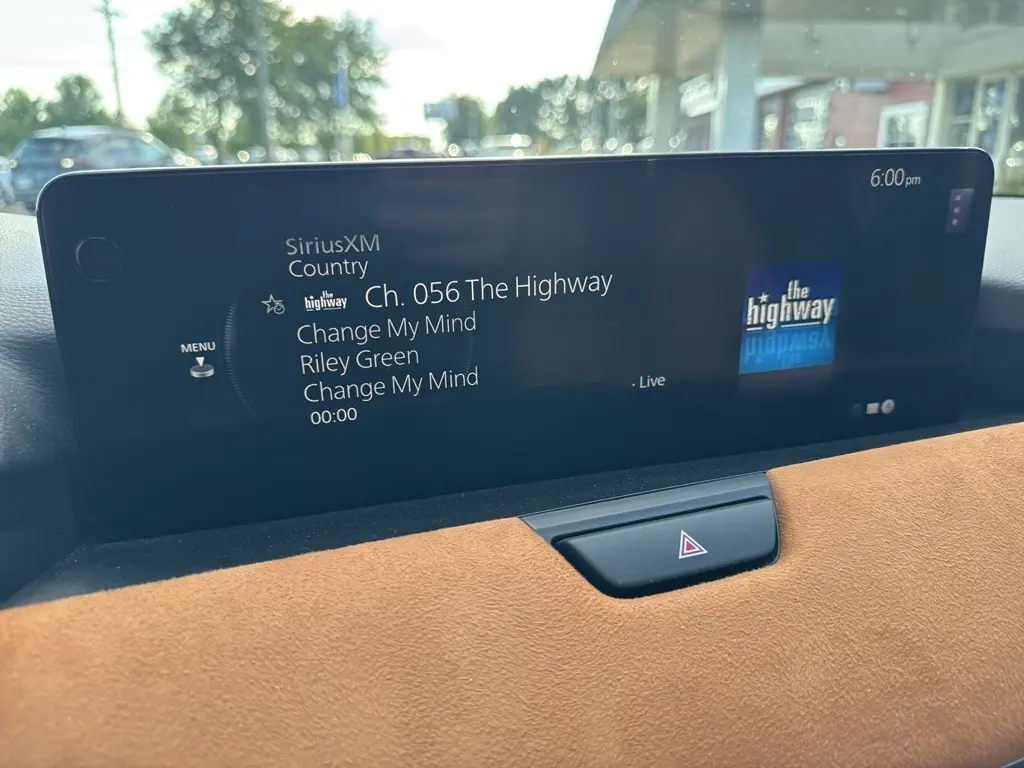 6:00pm
SiriusXM
Country
the highway Ch. 056 The Highway
Change My Mind
Riley Green
Change My Mind
00:00
MENU
· Live
the
highway